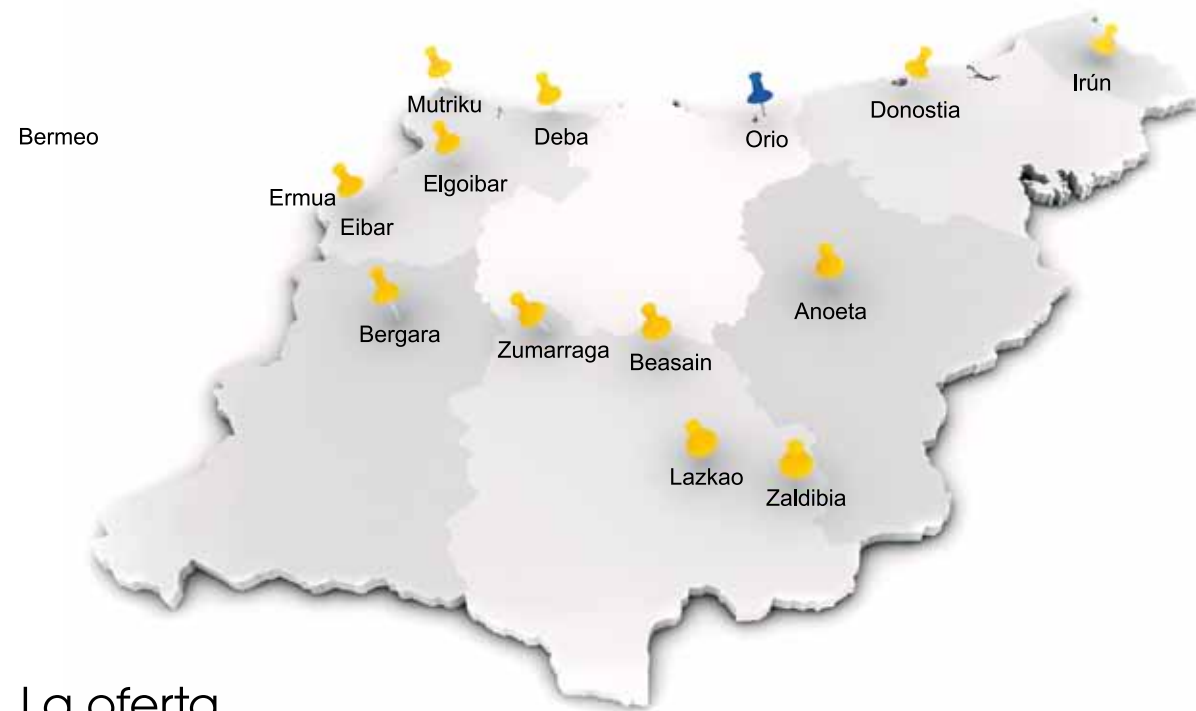 Irún
Mutriku
Donostia
Bermeo
Deba
Orio
Elgoibar
Ermua
Eibar
Anoeta
Bergara
Zumarraga
Beasain
Lazkao
Zaldibia
La oferta